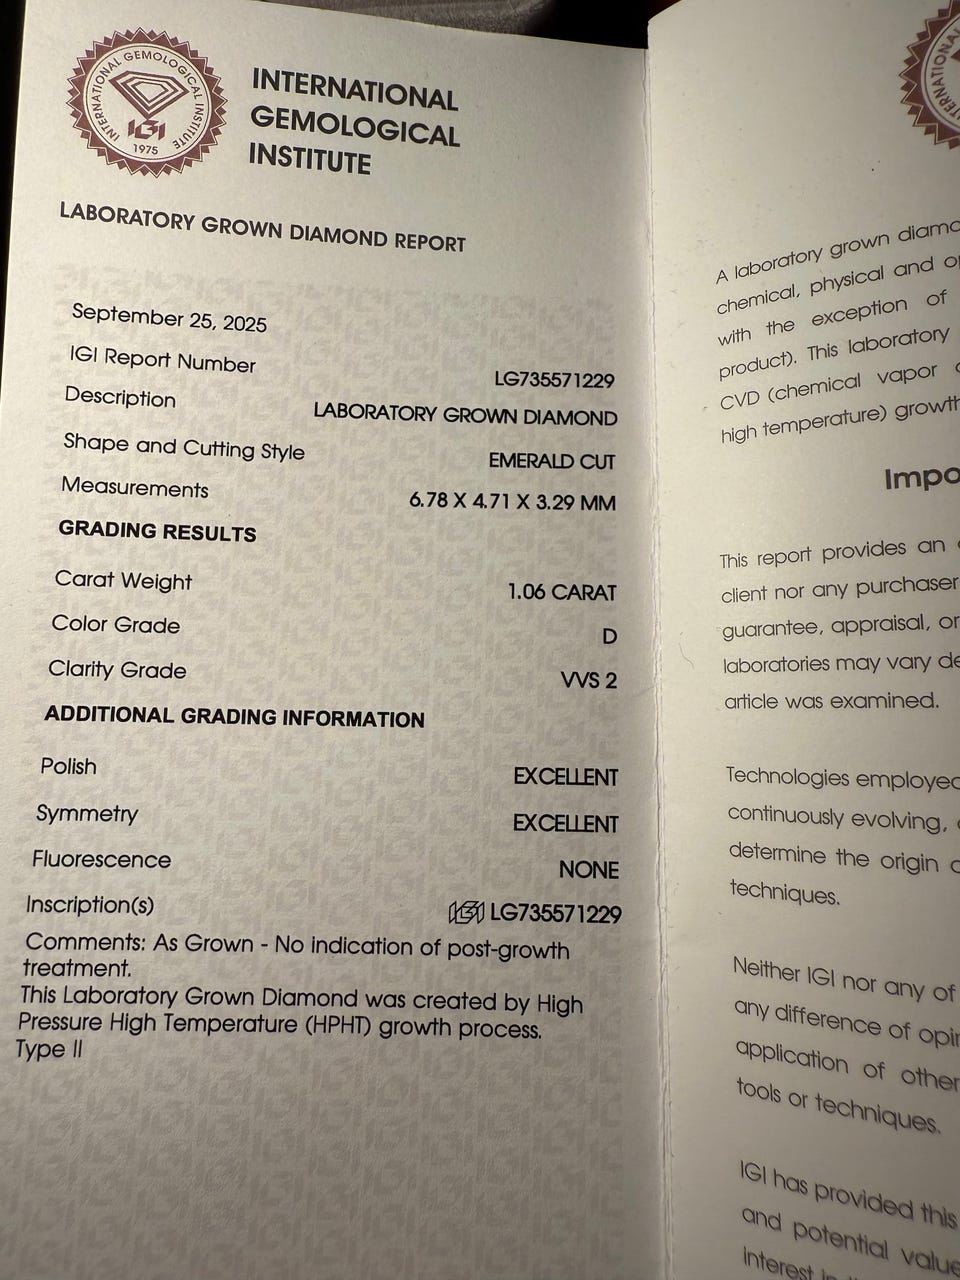 INTERNATIONAL GEMOLOGICAL INSTITUTE
IGI
1975
INTERNATIONAL
GEMOLOGICAL
INSTITUTE
LABORATORY GROWN DIAMOND REPORT
September 25, 2025
IGI Report Number LG735571229
Description LABORATORY GROWN DIAMOND
Shape and Cutting Style EMERALD CUT
Measurements 6.78 X 4.71 X 3.29 MM
GRADING RESULTS
Carat Weight 1.06 CARAT
Color Grade D
Clarity Grade VVS 2
ADDITIONAL GRADING INFORMATION
Polish EXCELLENT
Symmetry EXCELLENT
Fluorescence NONE
Inscription(s) IGI LG735571229
Comments: As Grown - No indication of post-growth
treatment.
This Laboratory Grown Diamond was created by High
Pressure High Temperature (HPHT) growth process.
Type II
A laboratory grown
chemical, physical and
with the exception of
product). This laboratory
CVD (chemical vapor
high temperature) growth
This report provides an
client nor any purchaser
guarantee, appraisal, or
laboratories may vary
article was examined.
Technologies employed
continuously evolving,
determine the origin
techniques.
Neither IGI nor any of
any difference of
application of other
tools or techniques.
IGI has provided this
and potential value
Interest